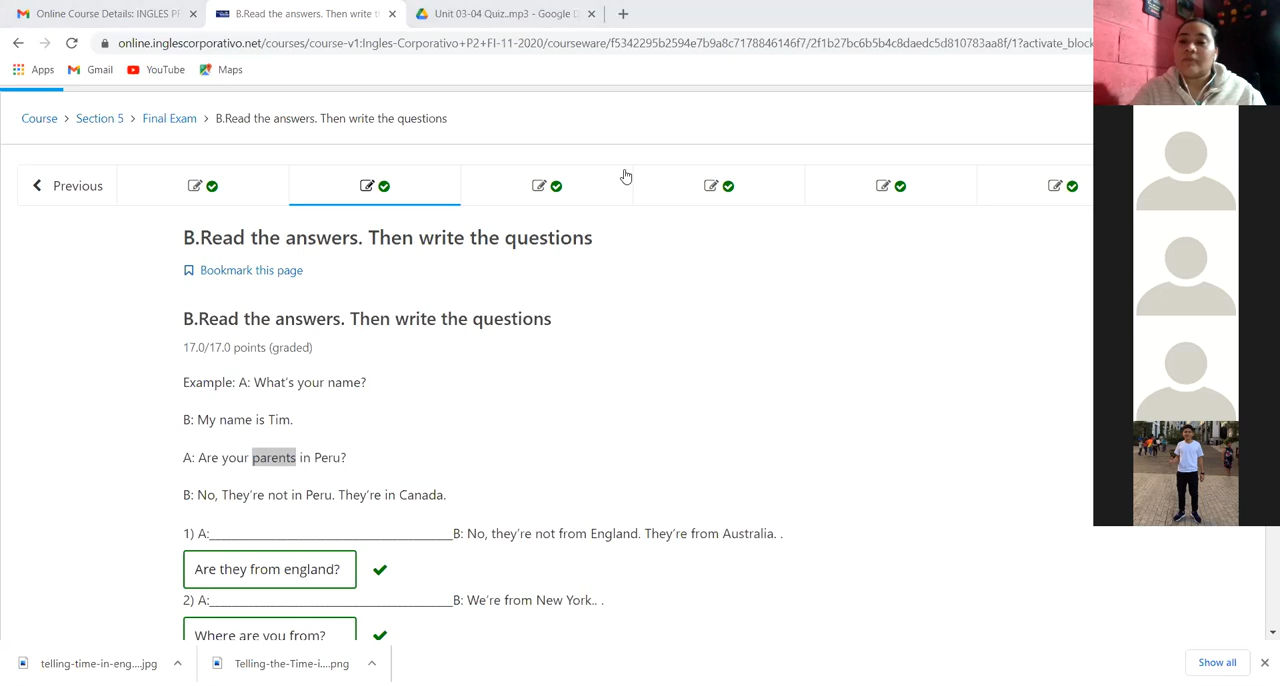 Online Course Details: INGLES P
B.Read the answers. Then write t
Unit 03-04 Quiz..mp3 - Google D
online.inglescorporativo.net/courses/course-v1:Ingles-Corporativo+P2+FI-11-2020/courseware/f5342295b2594e7b9a8c7178846146f7/2f1b27bc6b5b4c8daedc5d810783aa8f/1?activate_block
Apps Gmail YouTube Maps
Course > Section 5 > Final Exam > B.Read the answers. Then write the questions
Previous
B.Read the answers. Then write the questions
Bookmark this page
B.Read the answers. Then write the questions
17.0/17.0 points (graded)
Example: A: What's your name?
B: My name is Tim.
A: Are your parents in Peru?
B: No, They're not in Peru. They're in Canada.
1) A:________________________________B: No, they're not from England. They're from Australia. .
Are they from england?
2) A:________________________________B: We're from New York.. .
Where are you from?
telling-time-in-eng....jpg
Telling-the-Time-i....png
Show all